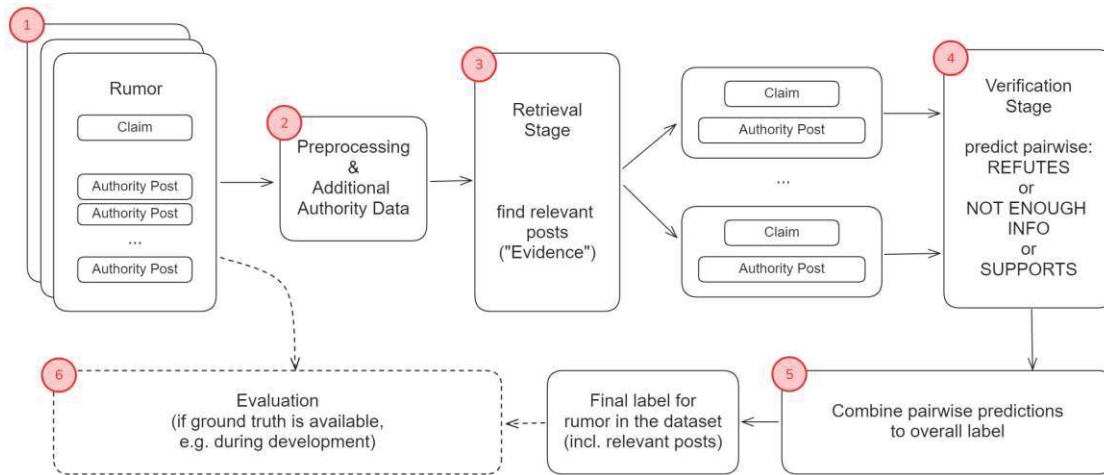 1
Rumor
Claim
Authority Post
Authority Post
...
Authority Post
2
Preprocessing
&
Additional
Authority Data
3
Retrieval
Stage
find relevant
posts
("Evidence")
Claim
Authority Post
...
Claim
Authority Post
4
Verification
Stage
predict pairwise:
REFUTES
or
NOT ENOUGH
INFO
or
SUPPORTS
5
Combine pairwise predictions
to overall label
Final label for
rumor in the dataset
(incl. relevant posts)
6
Evaluation
(if ground truth is available,
e.g. during development)